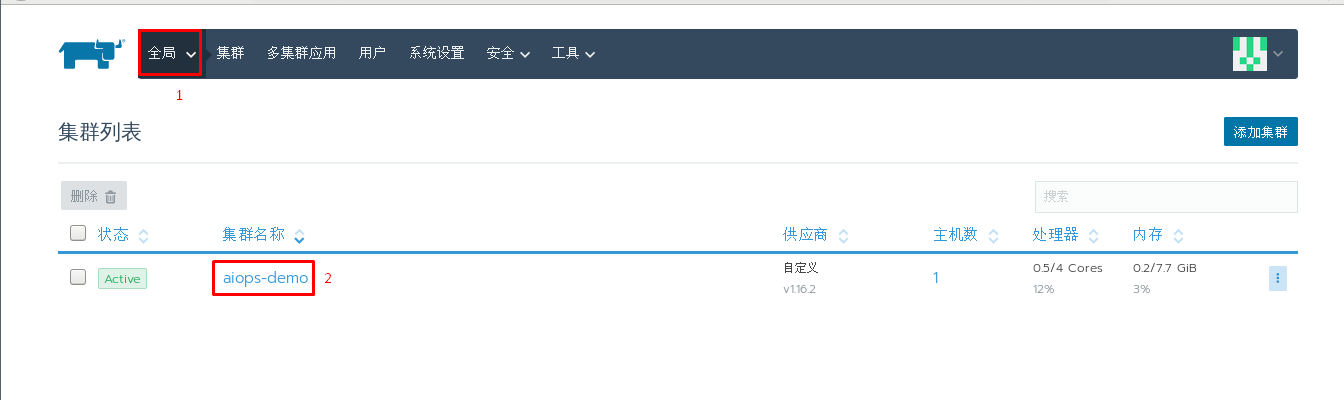 全局 集群 多集群应用 用户 系统设置 安全 工具
1
集群列表 添加集群
删除 搜索
状态 集群名称 供应商 主机数 处理器 内存
Active aiops-demo 2 自定义 1 0.5/4 Cores 0.2/7.7 GiB
v1.16.2 12% 3%